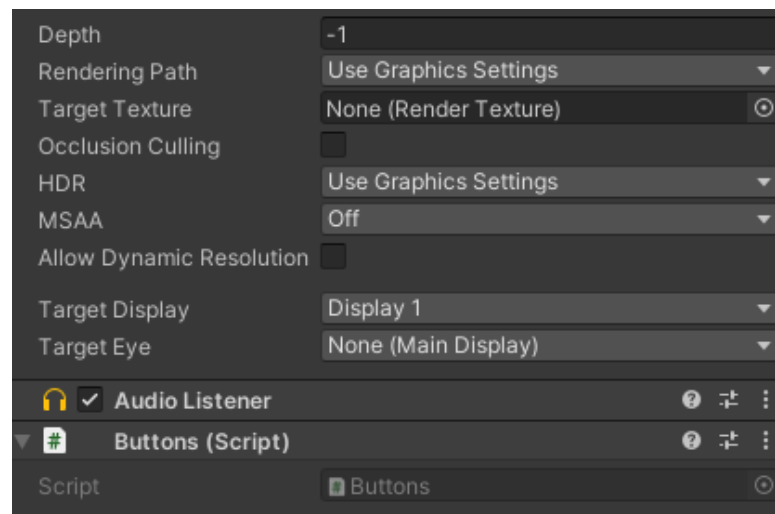 Depth -1
Rendering Path Use Graphics Settings
Target Texture None (Render Texture)
Occlusion Culling
HDR Use Graphics Settings
MSAA Off
Allow Dynamic Resolution
Target Display Display 1
Target Eye None (Main Display)
Audio Listener
# Buttons (Script)
Script # Buttons